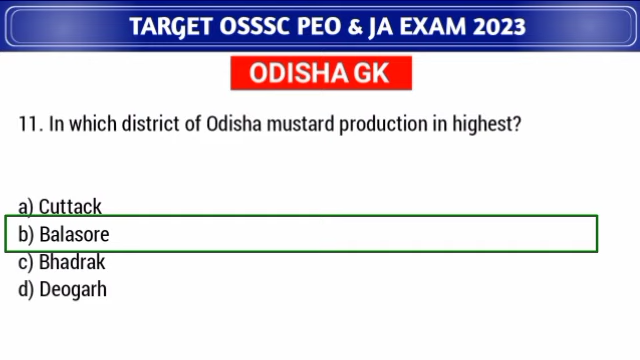 TARGET OSSSC PEO & JA EXAM 2023
ODISHA GK
11. In which district of Odisha mustard production in highest?
a) Cuttack
b) Balasore
c) Bhadrak
d) Deogarh